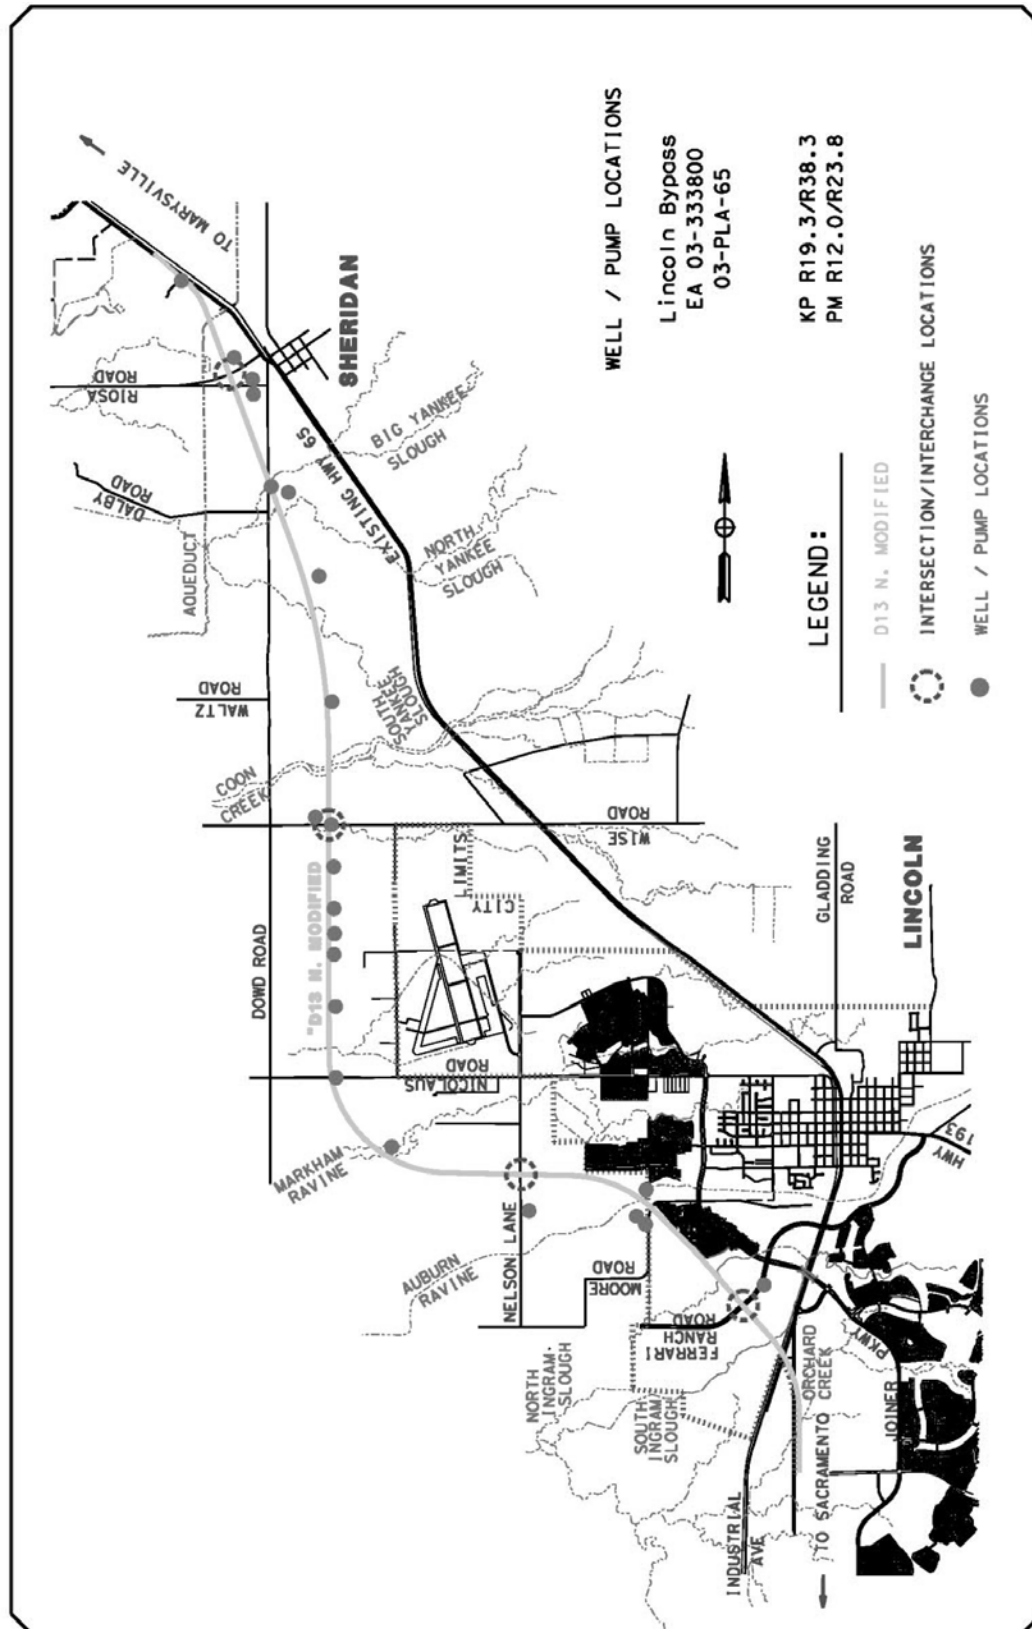 WELL / PUMP LOCATIONS
Lincoln Bypass
EA 03-333800
03-PLA-65
KP R19.3/R38.3
PM R12.0/R23.8
LEGEND:
D13 N. MODIFIED
INTERSECTION/INTERCHANGE LOCATIONS
WELL / PUMP LOCATIONS
TO MARYSVILLE
SHERIDAN
RIOSA
ROAD
BIG YANKEE
SLOUGH
EXISTING HWY 65
DALBY
ROAD
AQUEDUCT
NORTH
YANKEE
SLOUGH
WALTZ
ROAD
SOUTH
YANKEE
SLOUGH
COON
CREEK
WISE
ROAD
CITY
LIMITS
DOWD ROAD
"D13 N. MODIFIED
GLADDING
ROAD
LINCOLN
NICOLAUS
ROAD
MARKHAM
RAVINE
HWY
193
NELSON LANE
AUBURN
RAVINE
MOORE
ROAD
FERRARI
RANCH
ROAD
NORTH
INGRAM
SLOUGH
SOUTH
INGRAM
SLOUGH
ORCHARD
CREEK
JOINER
PKWY
INDUSTRIAL
AVE
TO SACRAMENTO